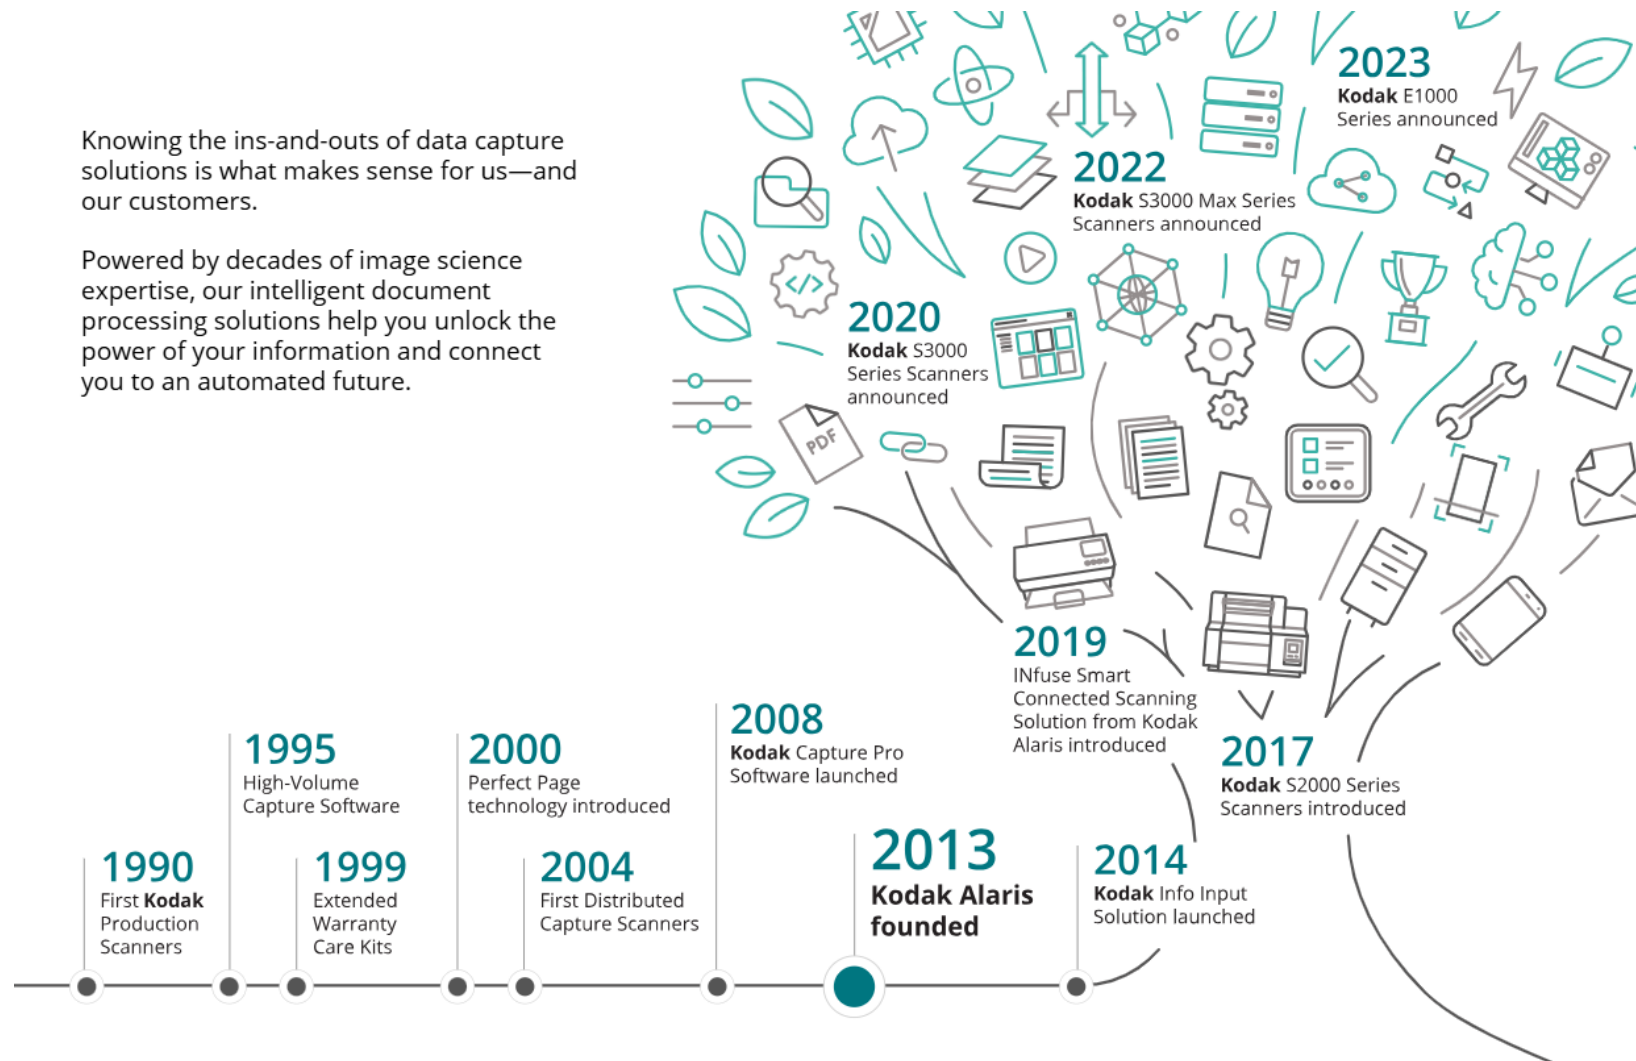 Knowing the ins-and-outs of data capture
solutions is what makes sense for us—and
our customers.
Powered by decades of image science
expertise, our intelligent document
processing solutions help you unlock the
power of your information and connect
you to an automated future.
1990
First Kodak
Production
Scanners
1995
High-Volume
Capture Software
1999
Extended
Warranty
Care Kits
2000
Perfect Page
technology introduced
2004
First Distributed
Capture Scanners
2008
Kodak Capture Pro
Software launched
2013
Kodak Alaris
founded
2014
Kodak Info Input
Solution launched
2017
Kodak S2000 Series
Scanners introduced
2019
INfuse Smart
Connected Scanning
Solution from Kodak
Alaris introduced
2020
Kodak S3000
Series Scanners
announced
2022
Kodak S3000 Max Series
Scanners announced
2023
Kodak E1000
Series announced
PDF